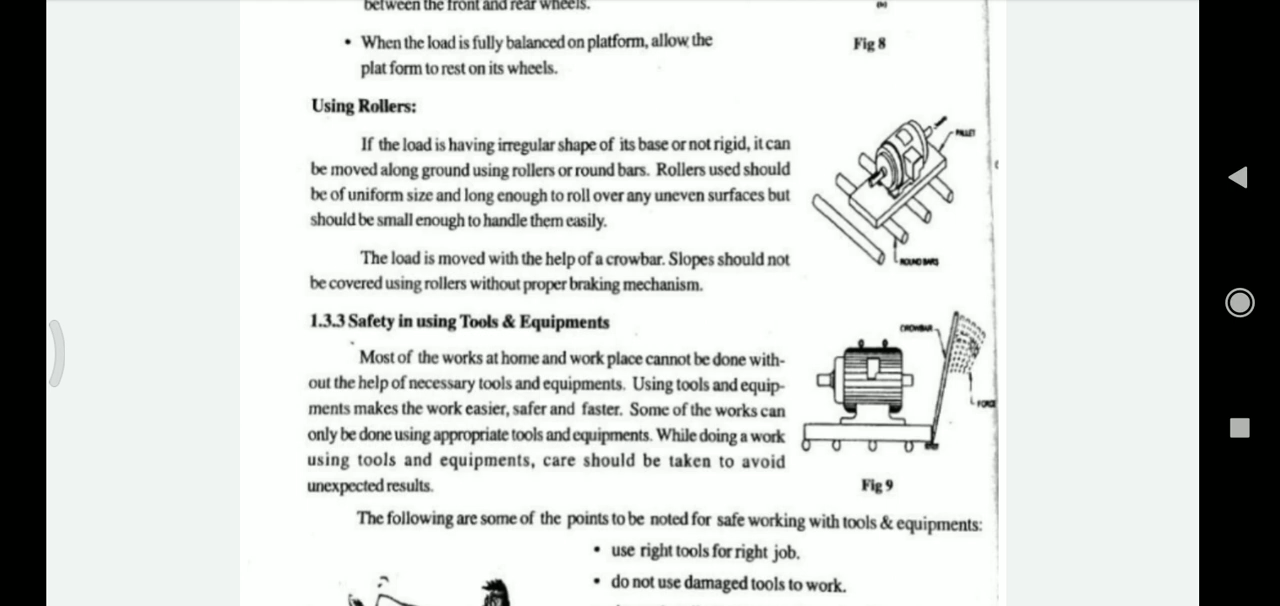 between the front and rear wheels.
• When the load is fully balanced on platform, allow the
plat form to rest on its wheels.
Fig 8
Using Rollers:
If the load is having irregular shape of its base or not rigid, it can
be moved along ground using rollers or round bars. Rollers used should
be of uniform size and long enough to roll over any uneven surfaces but
should be small enough to handle them easily.
PALLET
ROUND BARS
The load is moved with the help of a crowbar. Slopes should not
be covered using rollers without proper braking mechanism.
1.3.3 Safety in using Tools & Equipments
Most of the works at home and work place cannot be done with-
out the help of necessary tools and equipments. Using tools and equip-
ments makes the work easier, safer and faster. Some of the works can
only be done using appropriate tools and equipments. While doing a work
using tools and equipments, care should be taken to avoid
unexpected results.
CROWBAR
FORCE
Fig 9
The following are some of the points to be noted for safe working with tools & equipments:
• use right tools for right job.
• do not use damaged tools to work.